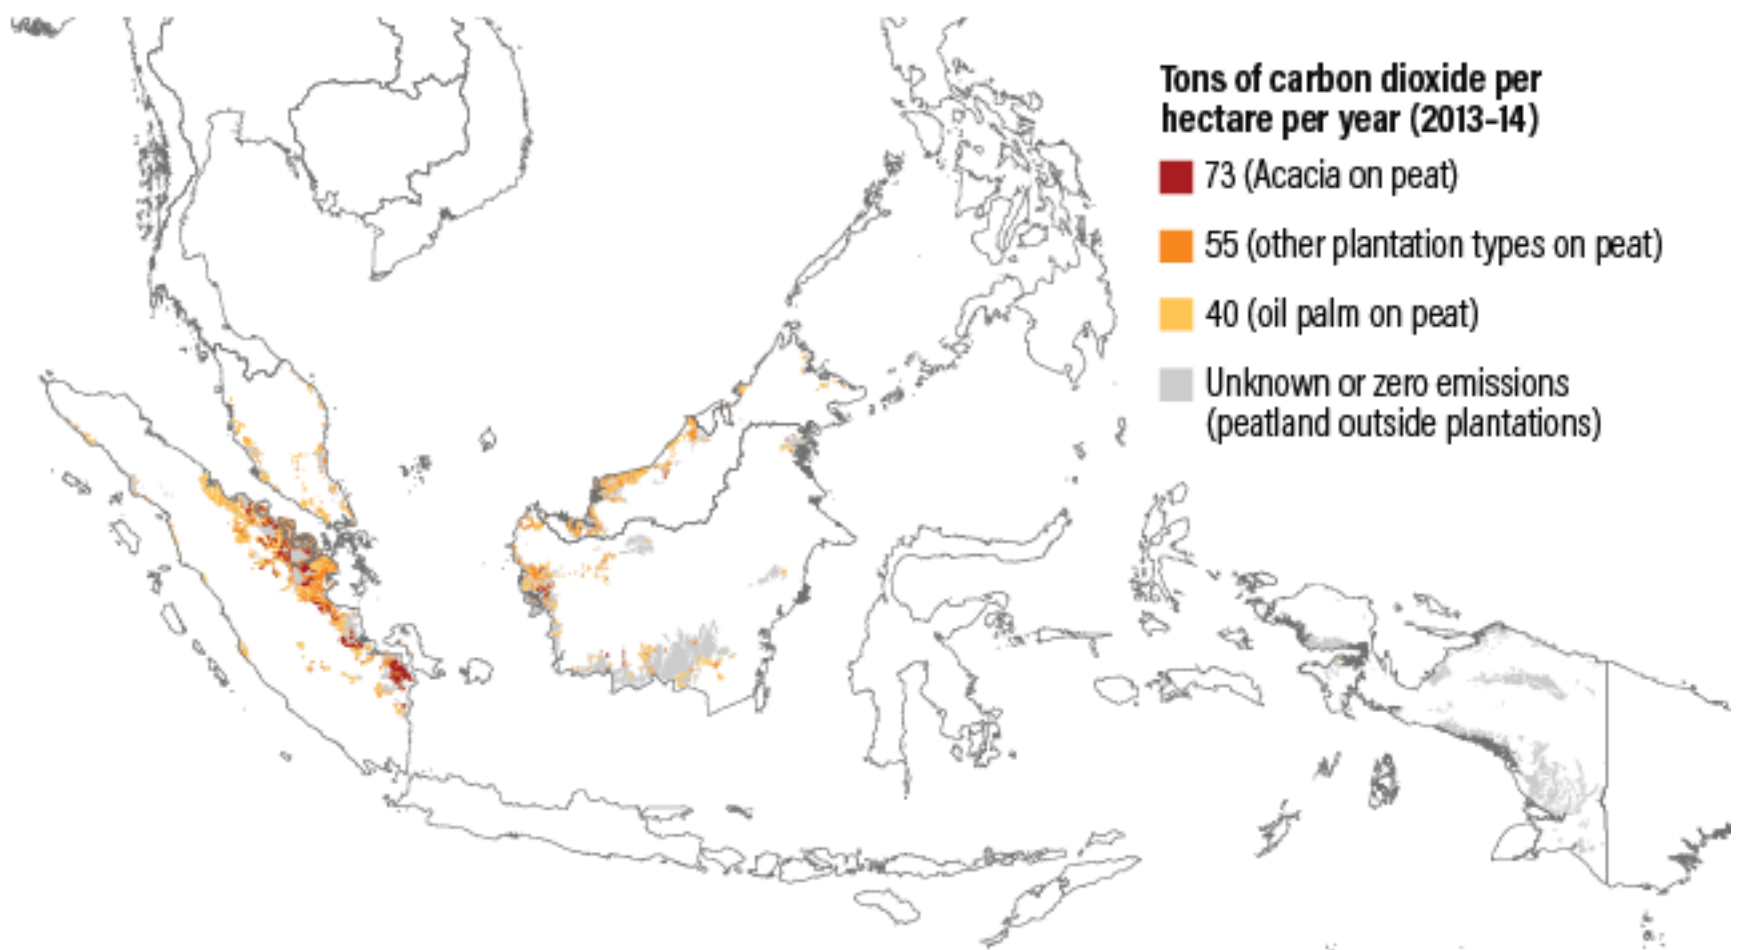 Tons of carbon dioxide per
hectare per year (2013–14)
73 (Acacia on peat)
55 (other plantation types on peat)
40 (oil palm on peat)
Unknown or zero emissions
(peatland outside plantations)